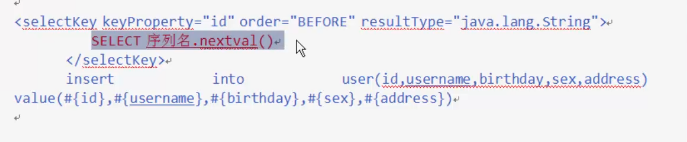 <selectKey keyProperty="id" order="BEFORE" resultType="java.lang.String">
SELECT 序列名.nextval()
</selectKey>
insert into user(id,username,birthday,sex,address)
value(#{id},#{username},#{birthday},#{sex},#{address})